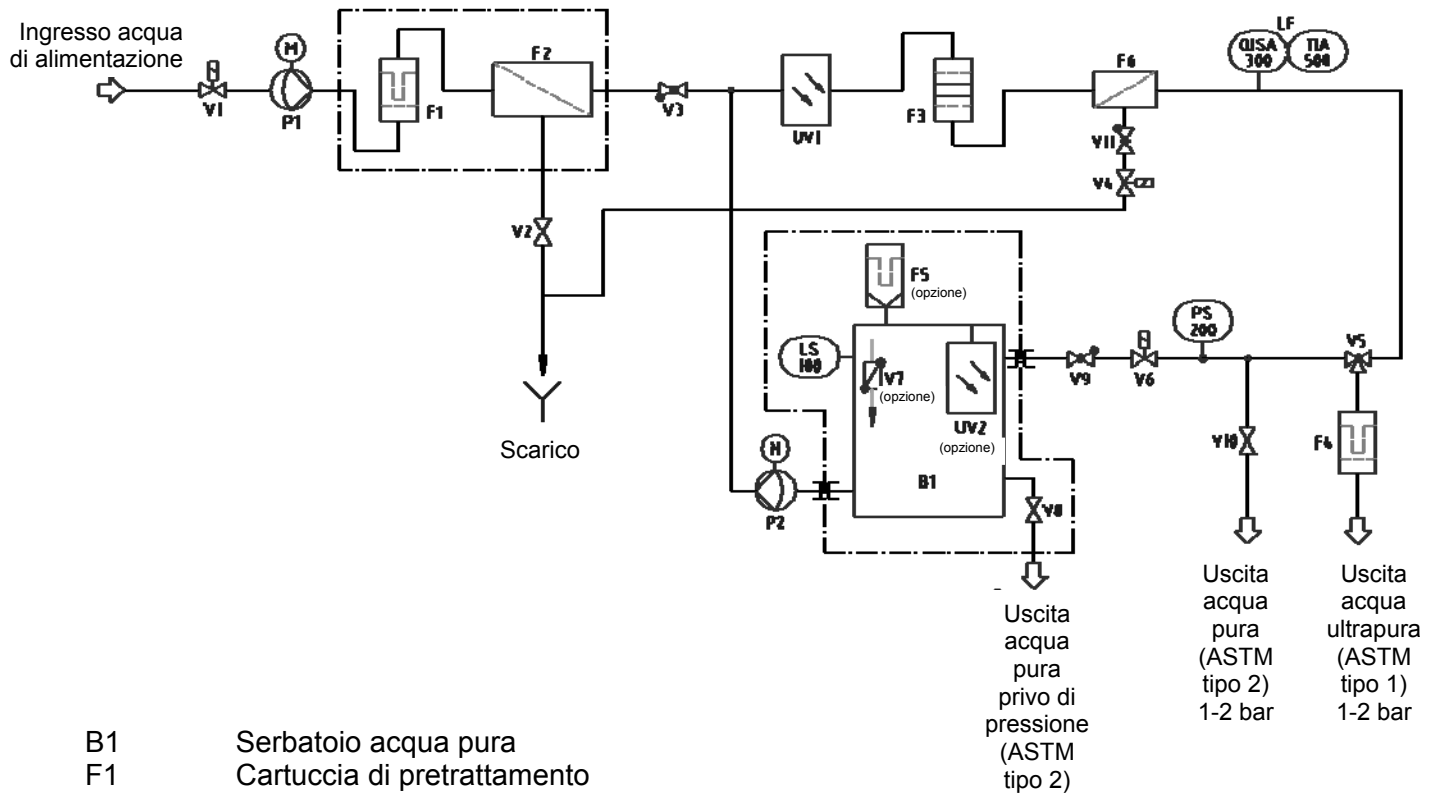 Ingresso acqua
di alimentazione
M
V1
P1
F1
F2
V2
V3
UV1
F3
F6
V11
V4
LF
QISA
300
TIA
500
Scarico
F5
(opzione)
LS
100
V7
(opzione)
UV2
(opzione)
B1
P2
V8
V9
V6
PS
200
V10
V5
F4
Uscita
acqua
pura
privo di
pressione
(ASTM
tipo 2)
Uscita
acqua
pura
(ASTM
tipo 2)
1-2 bar
Uscita
acqua
ultrapura
(ASTM
tipo 1)
1-2 bar
B1 Serbatoio acqua pura
F1 Cartuccia di pretrattamento